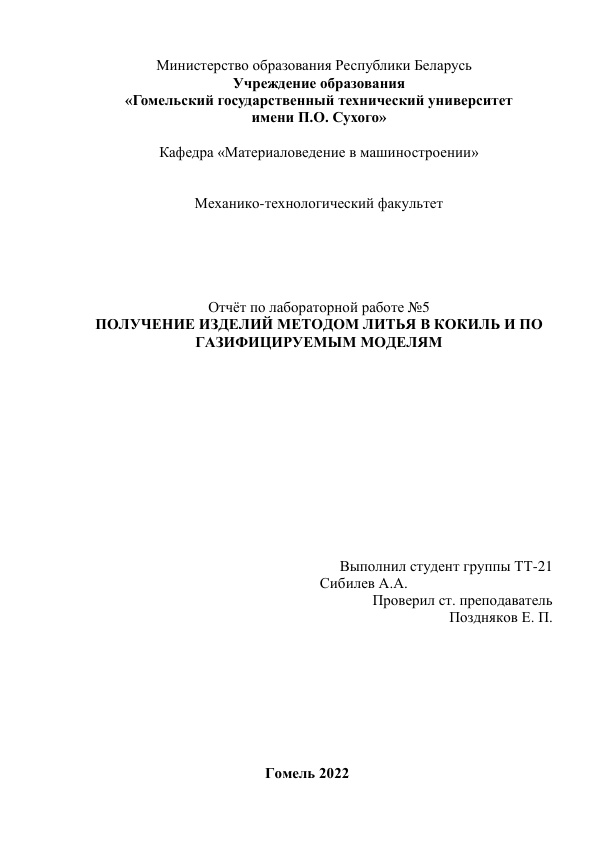 Министерство образования Республики Беларусь
Учреждение образования
«Гомельский государственный технический университет
имени П.О. Сухого»
Кафедра «Материаловедение в машиностроении»
Механико-технологический факультет
Отчёт по лабораторной работе №5
ПОЛУЧЕНИЕ ИЗДЕЛИЙ МЕТОДОМ ЛИТЬЯ В КОКИЛЬ И ПО
ГАЗИФИЦИРУЕМЫМ МОДЕЛЯМ
Выполнил студент группы ТТ-21
Сибилев А.А.
Проверил ст. преподаватель
Поздняков Е. П.
Гомель 2022